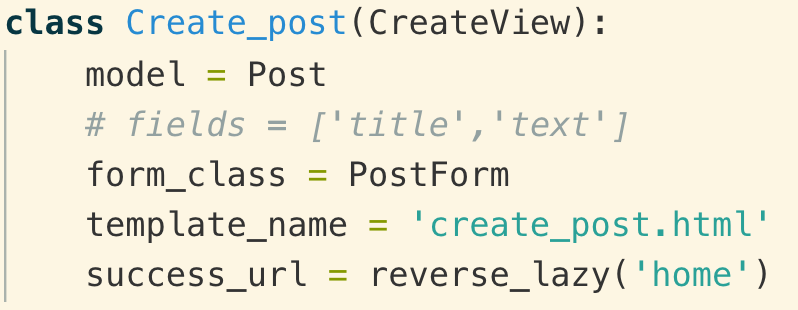 class Create_post(CreateView):
    model = Post
    # fields = ['title','text']
    form_class = PostForm
    template_name = 'create_post.html'
    success_url = reverse_lazy('home')